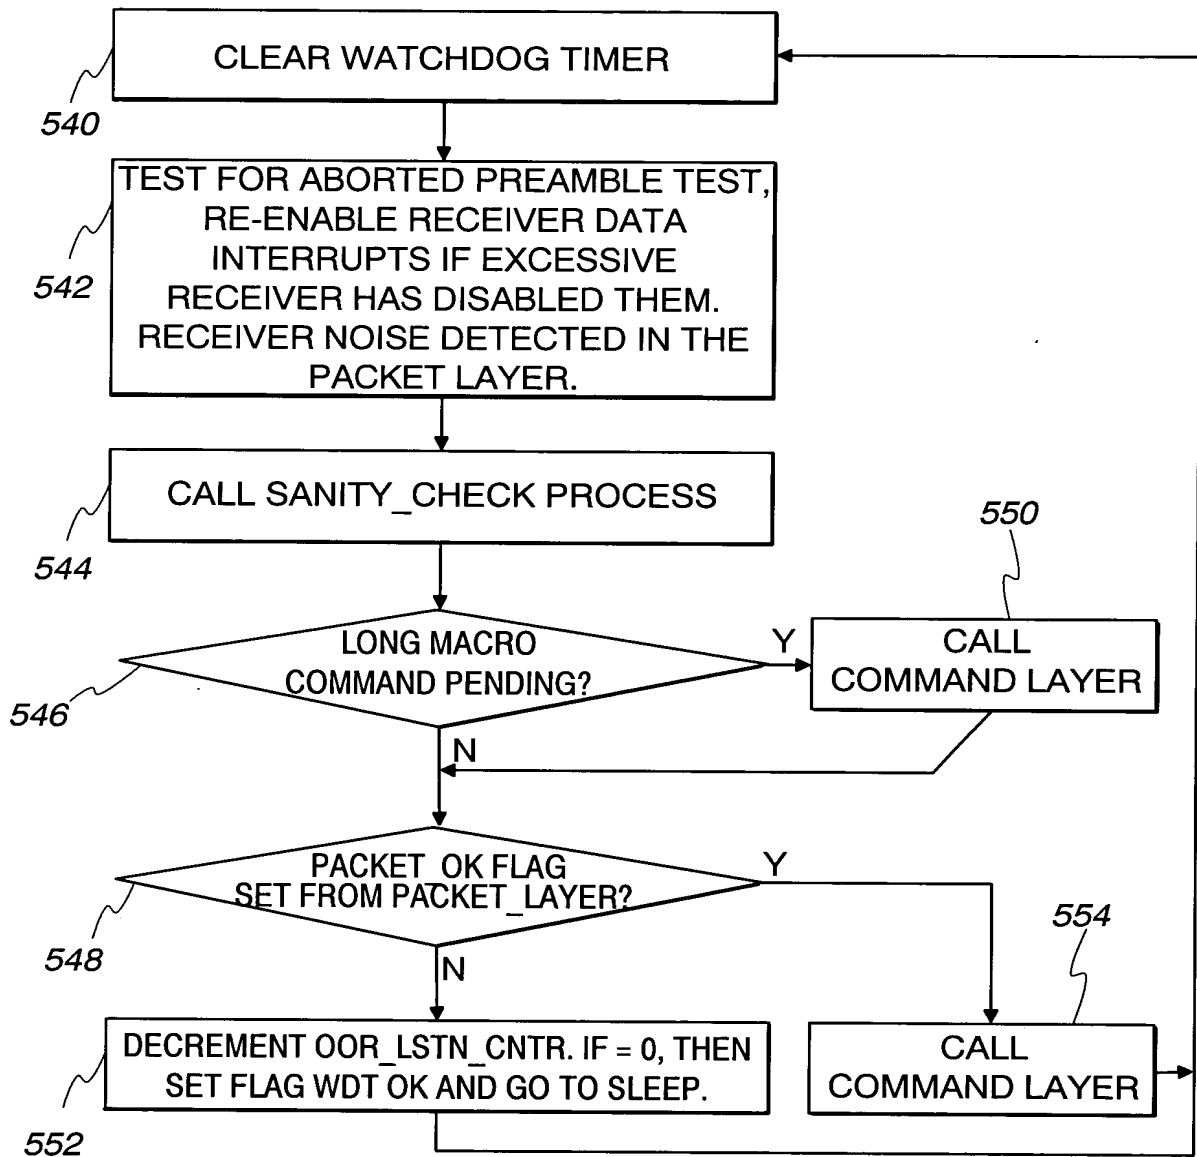 CLEAR WATCHDOG TIMER
540
TEST FOR ABORTED PREAMBLE TEST,
RE-ENABLE RECEIVER DATA
INTERRUPTS IF EXCESSIVE
RECEIVER HAS DISABLED THEM.
RECEIVER NOISE DETECTED IN THE
PACKET LAYER.
542
CALL SANITY_CHECK PROCESS
544
550
LONG MACRO
COMMAND PENDING?
Y
CALL
COMMAND LAYER
546
N
PACKET_OK FLAG
SET FROM PACKET_LAYER?
Y
548
N
554
DECREMENT OOR_LSTN_CNTR. IF = 0, THEN
SET FLAG WDT OK AND GO TO SLEEP.
CALL
COMMAND LAYER
552